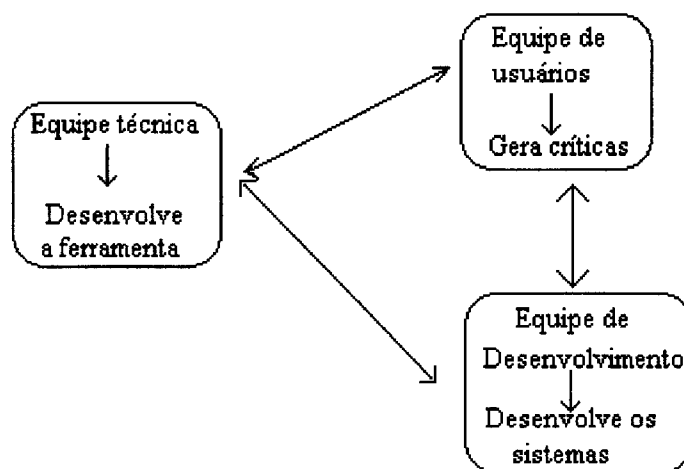 Equipe técnica
Desenvolve
a ferramenta
Equipe de
usuários
Gera críticas
Equipe de
Desenvolvimento
Desenvolve os
sistemas